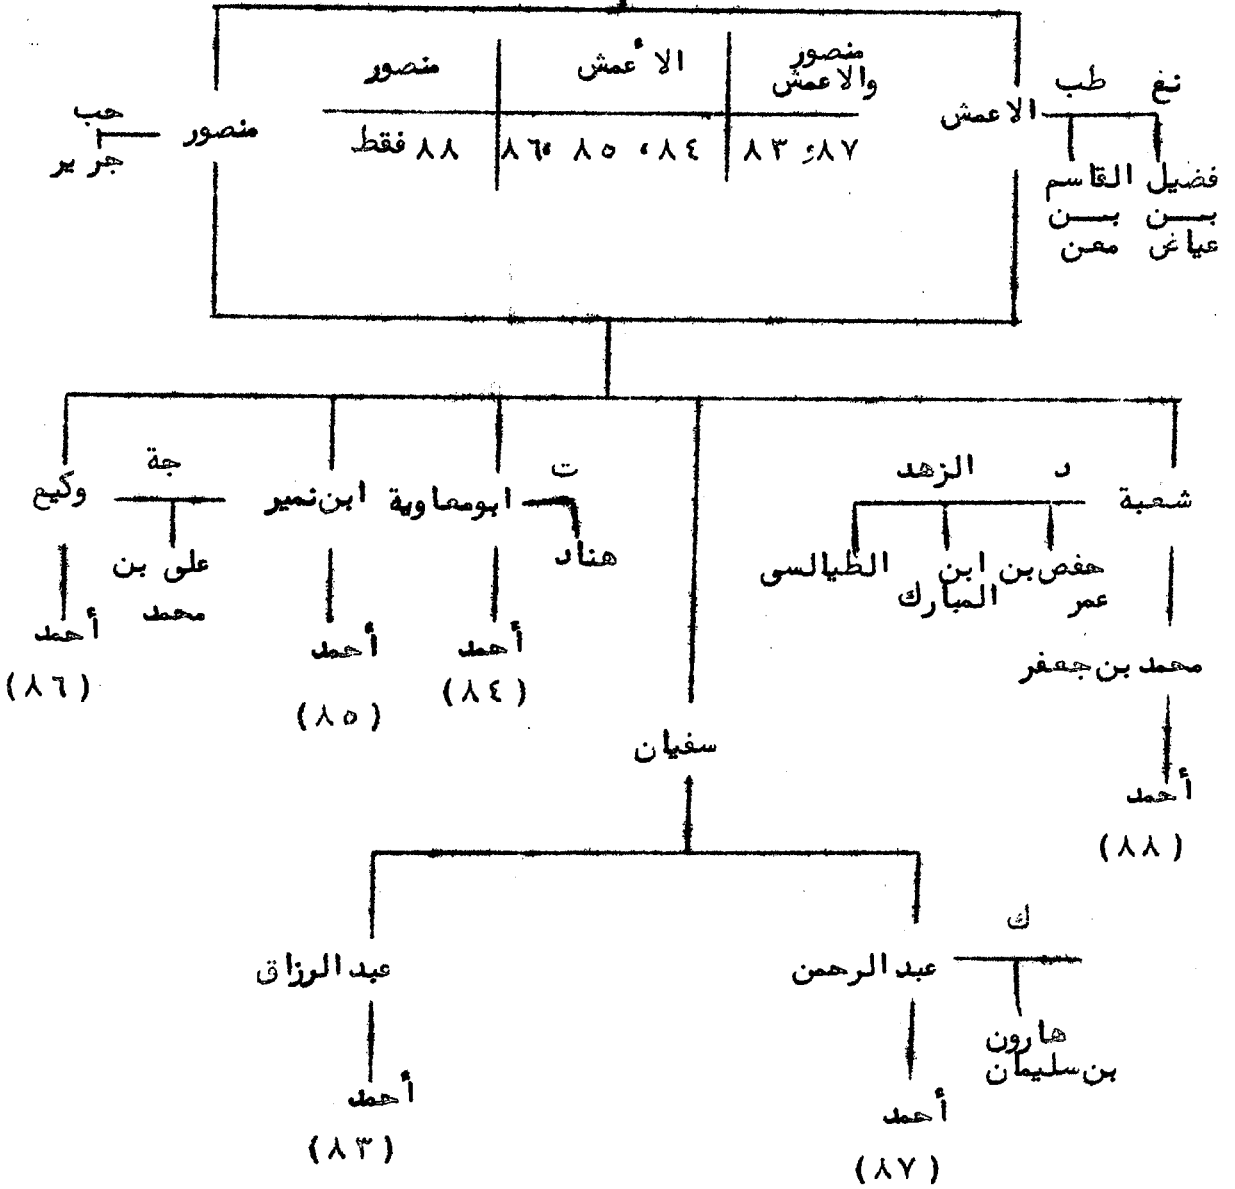 نغ
طب
منصور
والاعمش
الأعمش
منصور
حب
الاعمش
منصور
جرير
٨٣ ،٨٧
٨٤، ٨٥ ،٨٦
٨٨ فقط
فضيل
بن
عياض
القاسم
بن
معن
د
الزهد
شعبة
حفص بن
عمر
ابن
المبارك
الطيالسى
ت
ابومعاوية
هناد
ابن نمير
جة
على بن
محمد
وكيع
أحمد
(٨٤)
أحمد
(٨٥)
أحمد
(٨٦)
محمد بن جعفر
أحمد
(٨٨)
سفيان
ك
عبد الرحمن
هارون
بن سليمان
عبد الرزاق
أحمد
(٨٧)
أحمد
(٨٣)